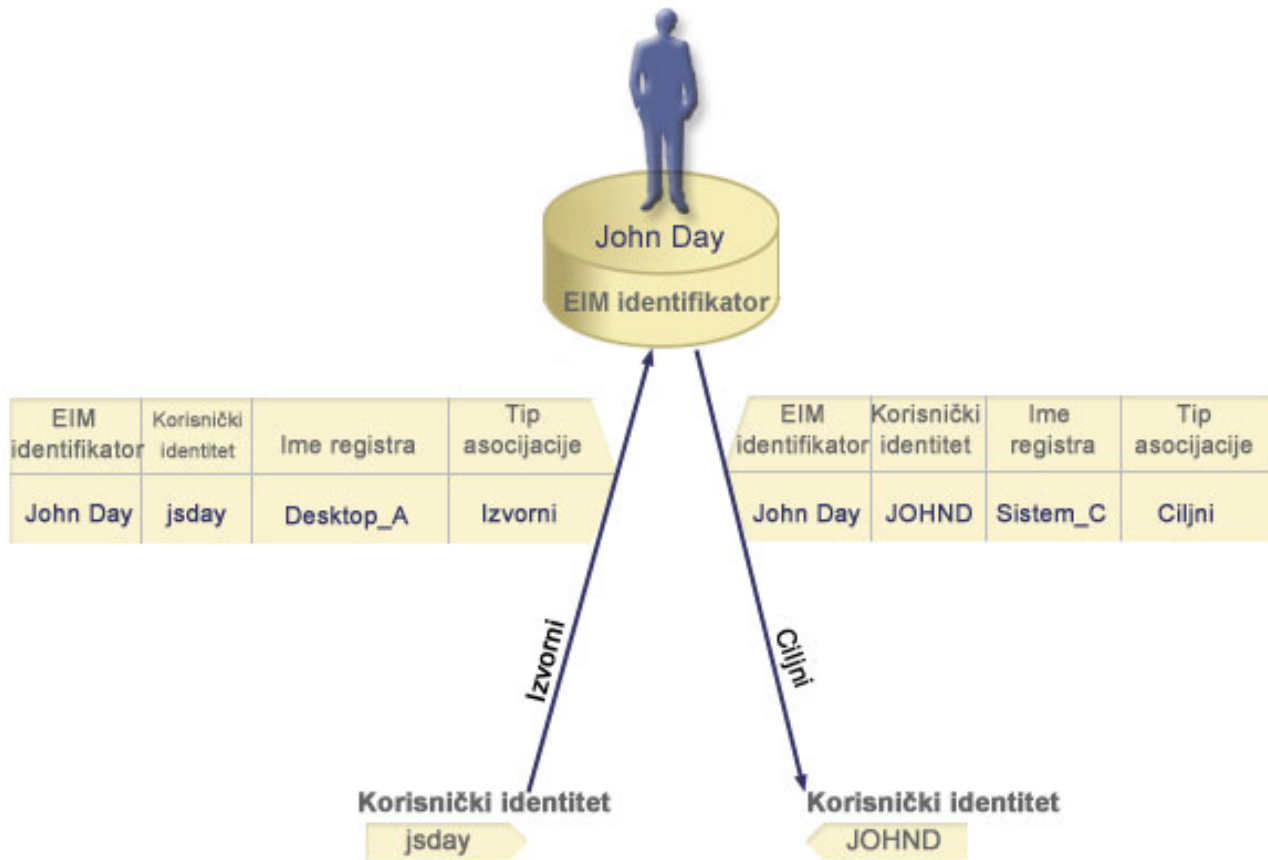 John Day
EIM identifikator
EIM identifikator
Korisnički identitet
Ime registra
Tip asocijacije
John Day
jsday
Desktop_A
Izvorni
EIM identifikator
Korisnički identitet
Ime registra
Tip asocijacije
John Day
JOHND
Sistem_C
Ciljni
Izvorni
Ciljni
Korisnički identitet
jsday
Korisnički identitet
JOHND